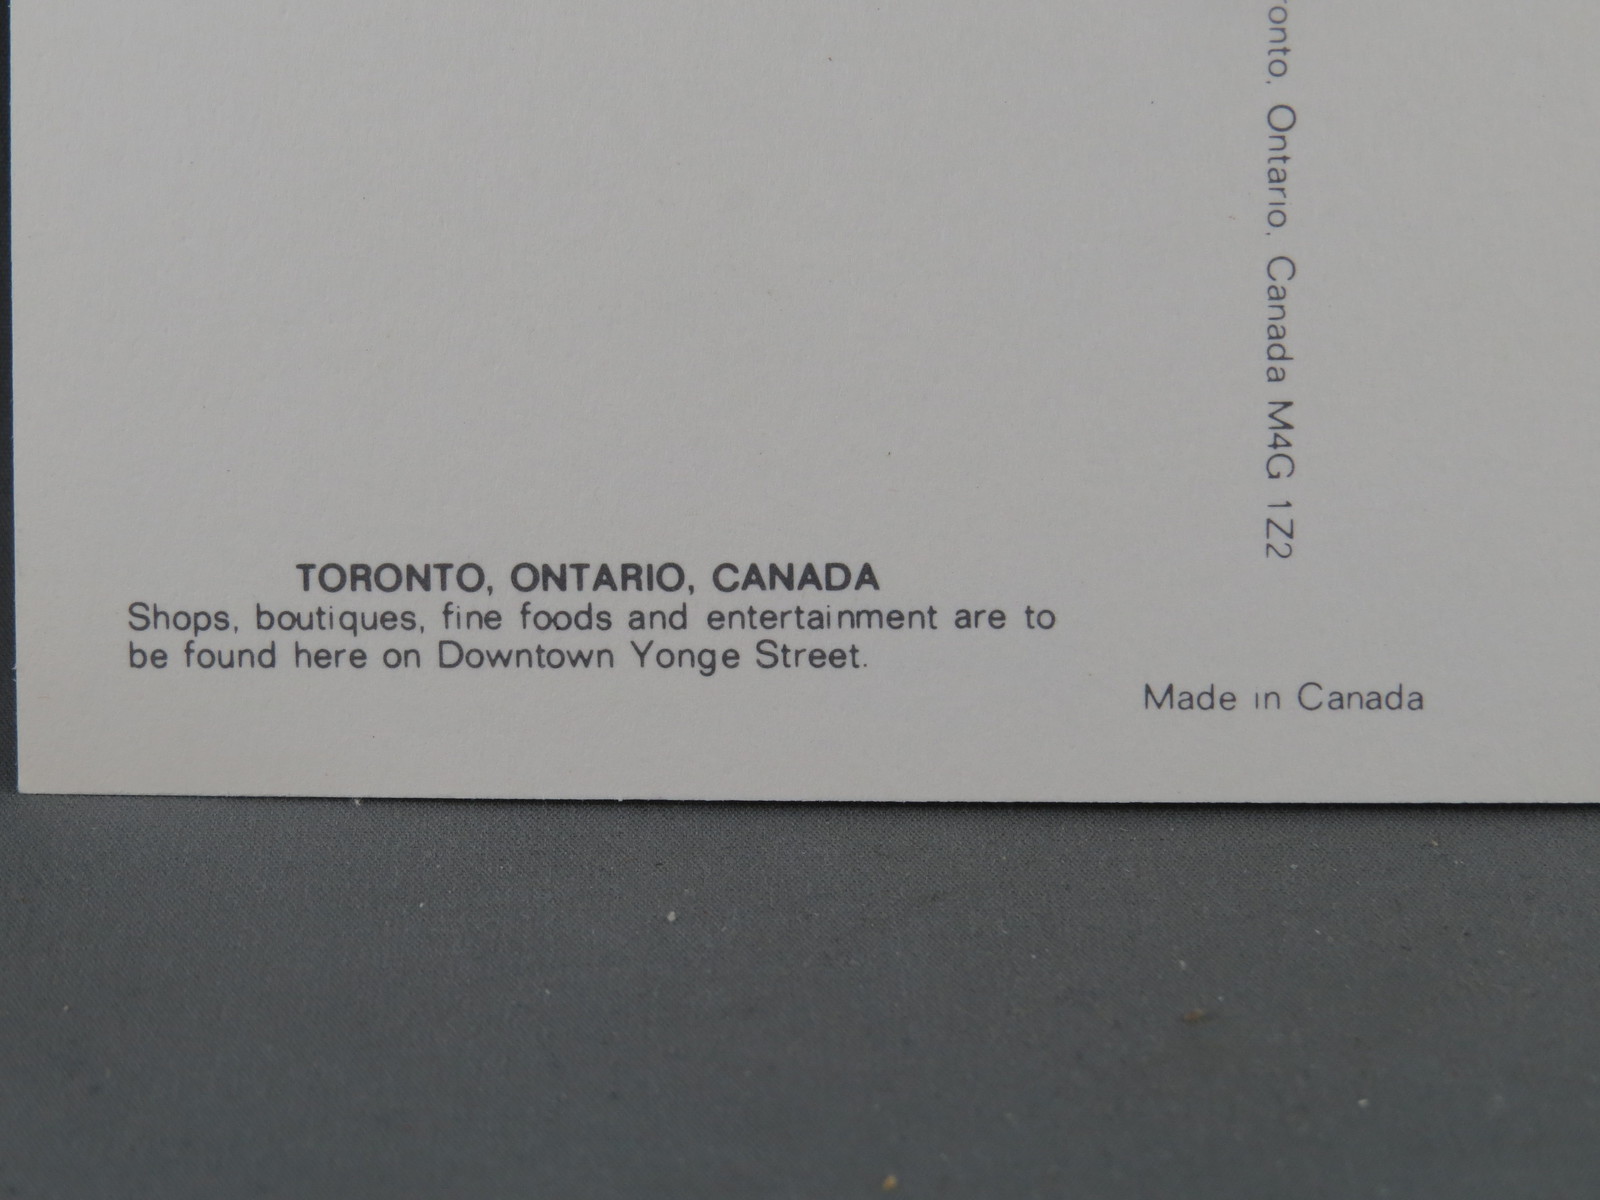 TORONTO, ONTARIO, CANADA
Shops, boutiques, fine foods and entertainment are to
be found here on Downtown Yonge Street.
Made in Canada
ronto, Ontario, Canada M4G 1Z2